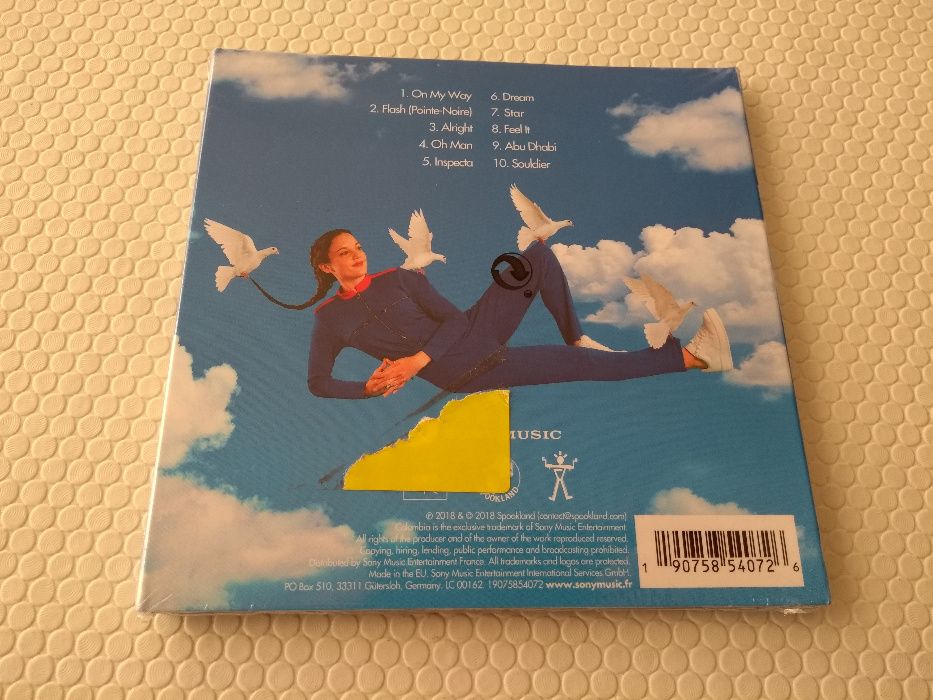 1. On My Way
2. Flash (Pointe-Noire)
3. Alright
4. Oh Man
5. Inspecta
6. Dream
7. Star
8. Feel It
9. Abu Dhabi
10. Souldier
MUSIC
SPOOKLAND
℗ 2018 & © 2018 Spookland (contact@spookland.com)
Columbia is the exclusive trademark of Sony Music Entertainment.
All rights of the producer and of the owner of the work reproduced reserved.
Copying, hiring, lending, public performance and broadcasting prohibited.
Distributed by Sony Music Entertainment France. All trademarks and logos are protected.
Made in the EU. Sony Music Entertainment International Services GmbH.
PO Box 510, 33311 Gütersloh, Germany. LC 00162. 19075854072 www.sonymusic.fr
1 90758 54072 6